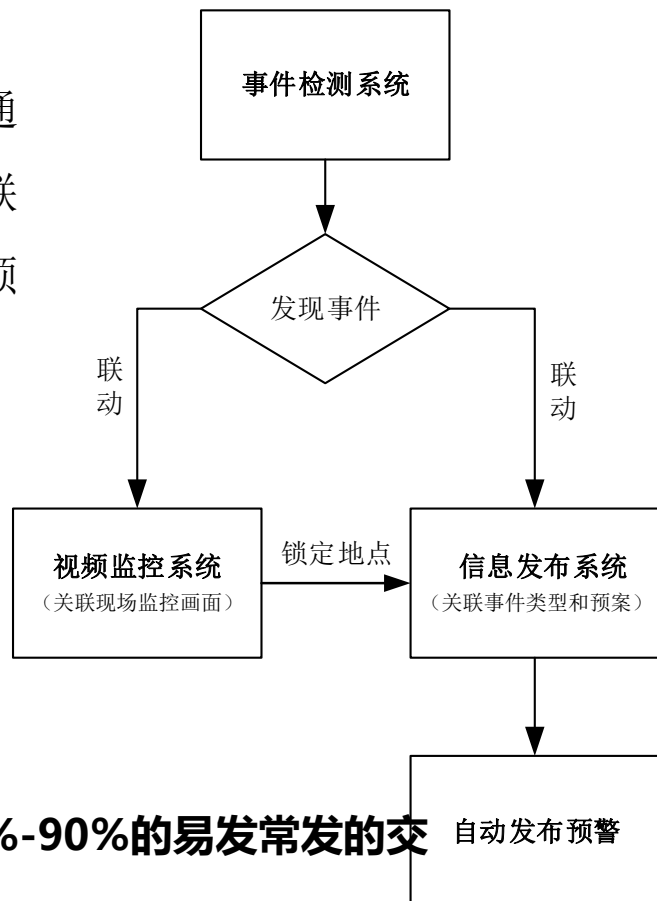 事件检测系统
通
联
发现事件
联动
联动
视频监控系统
（关联现场监控画面）
锁定地点
信息发布系统
（关联事件类型和预案）
%-90%的易发常发的交
自动发布预警